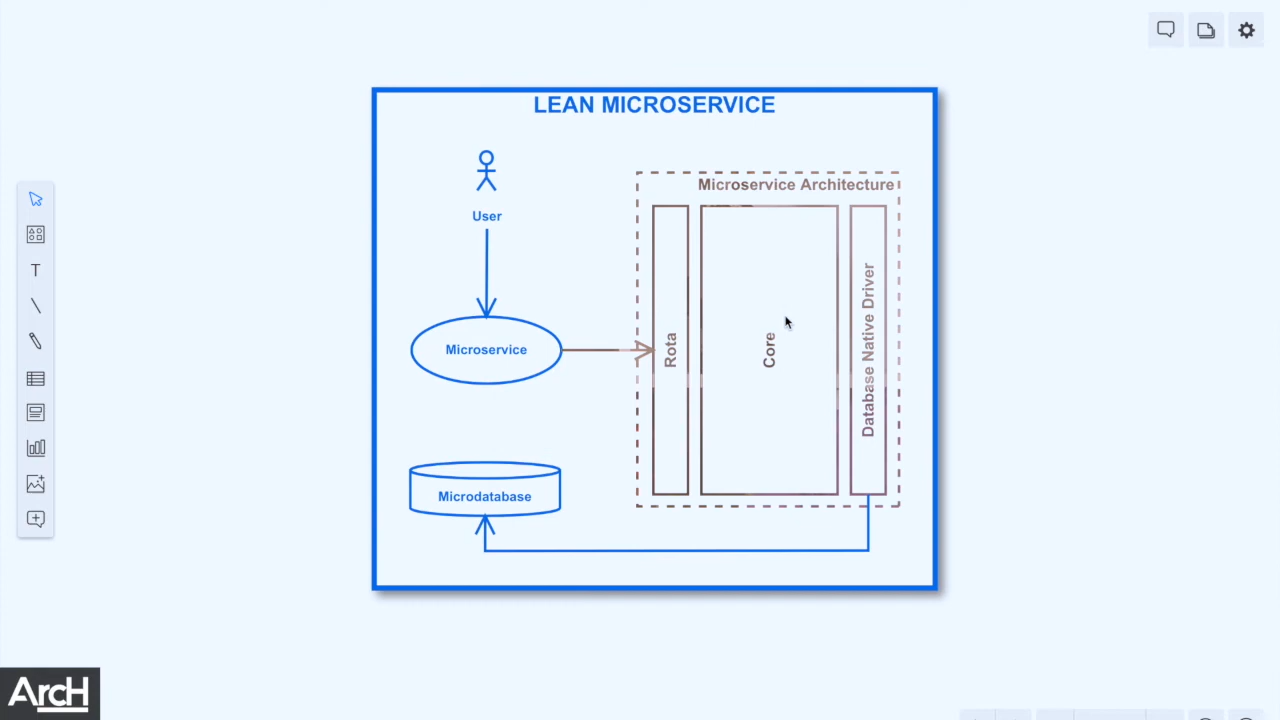 LEAN MICROSERVICE
User
Microservice Architecture
Microservice
Rota
Core
Database Native Driver
Microdatabase
T
ArcH